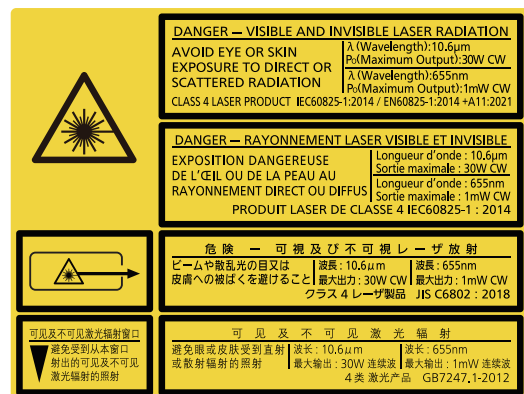 DANGER – VISIBLE AND INVISIBLE LASER RADIATION
AVOID EYE OR SKIN
EXPOSURE TO DIRECT OR
SCATTERED RADIATION
λ(Wavelength):10.6μm
Po(Maximum Output):30W CW
λ(Wavelength):655nm
Po(Maximum Output):1mW CW
CLASS 4 LASER PRODUCT IEC60825-1:2014 / EN60825-1:2014 +A11:2021
DANGER – RAYONNEMENT LASER VISIBLE ET INVISIBLE
EXPOSITION DANGEREUSE
DE L'ŒIL OU DE LA PEAU AU
RAYONNEMENT DIRECT OU DIFFUS
Longueur d'onde : 10,6μm
Sortie maximale : 30W CW
Longueur d'onde : 655nm
Sortie maximale : 1mW CW
PRODUIT LASER DE CLASSE 4 IEC60825-1 : 2014
危険 – 可視及び不可視レーザ放射
ビームや散乱光の目又は
皮膚への被ばくを避けること
波長 : 10.6μm
最大出力 : 30W CW
波長 : 655nm
最大出力 : 1mW CW
クラス 4 レーザ製品 JIS C6802 : 2018
可见及不可见激光辐射窗口
避免受到从本窗口
射出的可见及不可见
激光辐射的照射
可见及不可见激光辐射
避免眼或皮肤受到直射
或散射辐射的照射
波长 : 10.6μm
最大输出 : 30W 连续波
波长 : 655nm
最大输出 : 1mW 连续波
4 类 激光产品 GB7247.1-2012